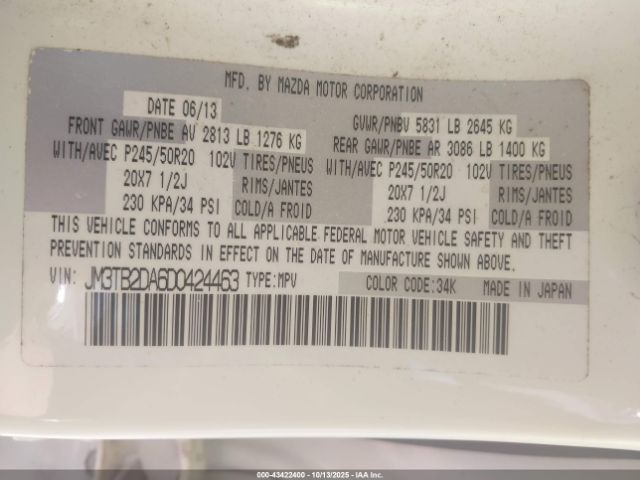 MFD. BY MAZDA MOTOR CORPORATION
DATE 06/13 GVWR/PNBV 5831 LB 2645 KG
FRONT GAWR/PNBE AV 2813 LB 1276 KG REAR GAWR/PNBE AR 3086 LB 1400 KG
WITH/AVEC P245/50R20 102V TIRES/PNEUS WITH/AVEC P245/50R20 102V TIRES/PNEUS
20X7 1/2J RIMS/JANTES 20X7 1/2J RIMS/JANTES
230 KPA/34 PSI COLD/A FROID 230 KPA/34 PSI COLD/A FROID
THIS VEHICLE CONFORMS TO ALL APPLICABLE FEDERAL MOTOR VEHICLE SAFETY AND THEFT
PREVENTION STANDARDS IN EFFECT ON THE DATE OF MANUFACTURE SHOWN ABOVE.
VIN: JM3TB2DA6D0424463 TYPE:MPV COLOR CODE:34K MADE IN JAPAN
000-43422400 - 10/13/2025 - IAA Inc.